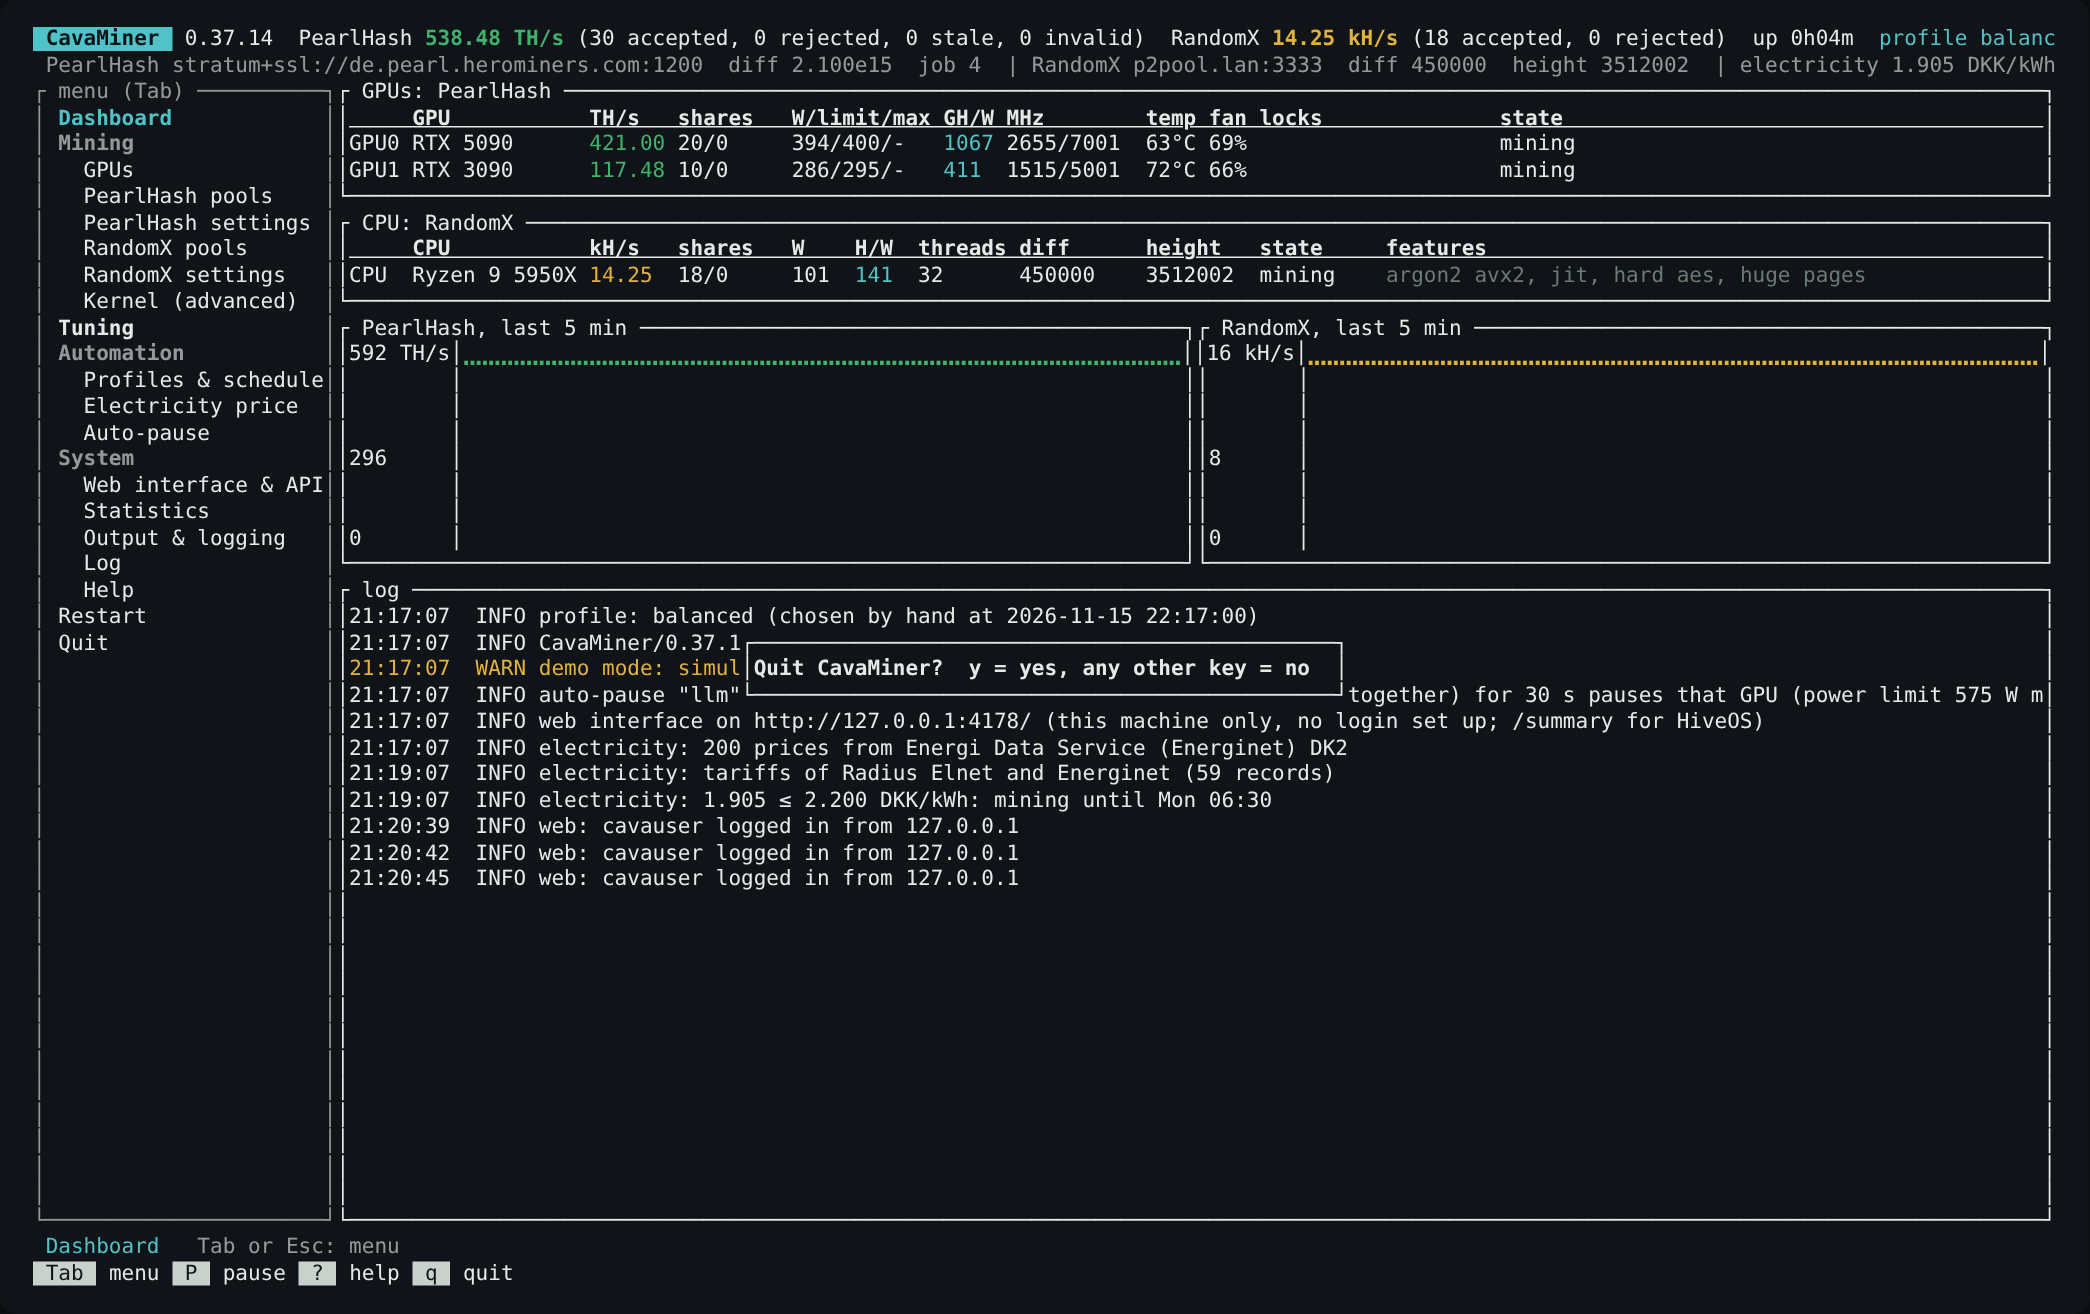 CavaMiner 0.37.14 PearlHash 538.48 TH/s (30 accepted, 0 rejected, 0 stale, 0 invalid) RandomX 14.25 kH/s (18 accepted, 0 rejected) up 0h04m profile balanc
PearlHash stratum+ssl://de.pearl.herominers.com:1200 diff 2.100e15 job 4 | RandomX p2pool.lan:3333 diff 450000 height 3512002 | electricity 1.905 DKK/kWh
menu (Tab)
Dashboard
Mining
GPUs
PearlHash pools
PearlHash settings
RandomX pools
RandomX settings
Kernel (advanced)
Tuning
Automation
Profiles & schedule
Electricity price
Auto-pause
System
Web interface & API
Statistics
Output & logging
Log
Help
Restart
Quit
GPUs: PearlHash
GPU TH/s shares W/limit/max GH/W MHz temp fan locks state
GPU0 RTX 5090 421.00 20/0 394/400/- 1067 2655/7001 63°C 69% mining
GPU1 RTX 3090 117.48 10/0 286/295/- 411 1515/5001 72°C 66% mining
CPU: RandomX
CPU kH/s shares W H/W threads diff height state features
CPU Ryzen 9 5950X 14.25 18/0 101 141 32 450000 3512002 mining argon2 avx2, jit, hard aes, huge pages
PearlHash, last 5 min
592 TH/s
296
0
RandomX, last 5 min
16 kH/s
8
0
log
21:17:07 INFO profile: balanced (chosen by hand at 2026-11-15 22:17:00)
21:17:07 INFO CavaMiner/0.37.1
21:17:07 WARN demo mode: simul
Quit CavaMiner? y = yes, any other key = no
21:17:07 INFO auto-pause "llm" together) for 30 s pauses that GPU (power limit 575 W m
21:17:07 INFO web interface on http://127.0.0.1:4178/ (this machine only, no login set up; /summary for HiveOS)
21:17:07 INFO electricity: 200 prices from Energi Data Service (Energinet) DK2
21:19:07 INFO electricity: tariffs of Radius Elnet and Energinet (59 records)
21:19:07 INFO electricity: 1.905 ≤ 2.200 DKK/kWh: mining until Mon 06:30
21:20:39 INFO web: cavauser logged in from 127.0.0.1
21:20:42 INFO web: cavauser logged in from 127.0.0.1
21:20:45 INFO web: cavauser logged in from 127.0.0.1
Dashboard Tab or Esc: menu
Tab menu P pause ? help q quit